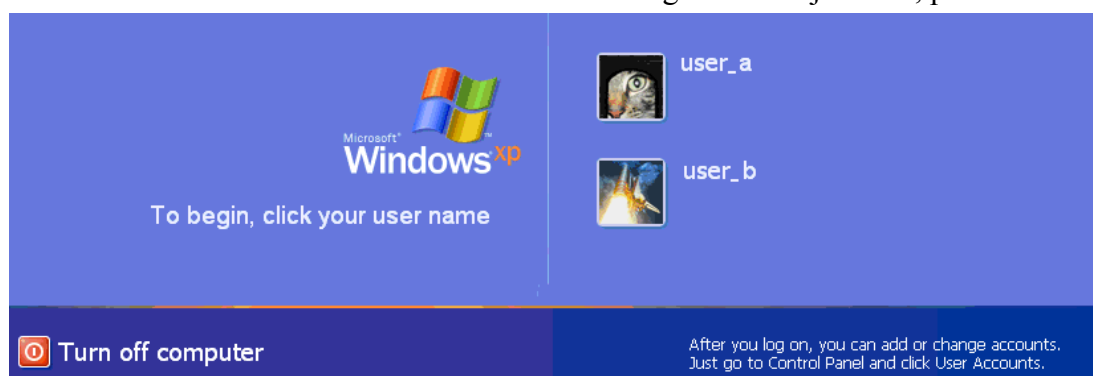 Microsoft®
Windows xp
To begin, click your user name
user_a
user_b
Turn off computer
After you log on, you can add or change accounts.
Just go to Control Panel and click User Accounts.